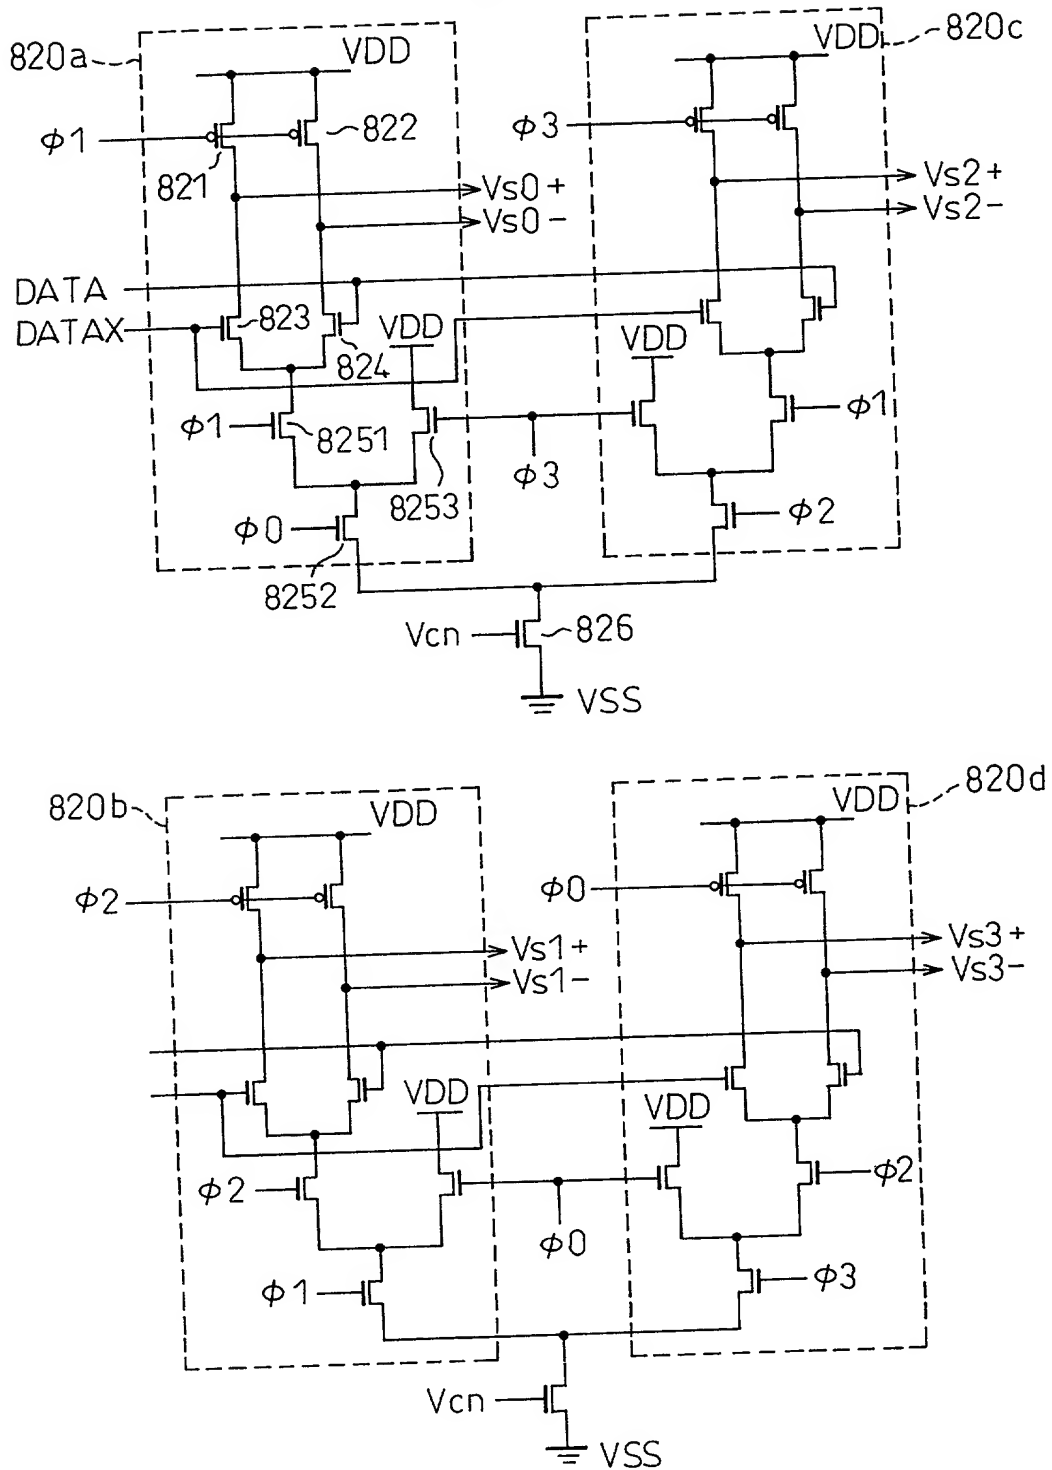 820a
VDD
VDD
820c
φ1
822
φ3
821
Vs0+
Vs0-
Vs2+
Vs2-
DATA
DATAX
823
824
VDD
VDD
φ1
8251
φ3
φ1
8253
φ0
φ2
8252
Vcn
826
VSS
820b
VDD
VDD
820d
φ2
φ0
Vs1+
Vs1-
Vs3+
Vs3-
VDD
VDD
φ2
φ0
φ2
φ1
φ3
Vcn
VSS